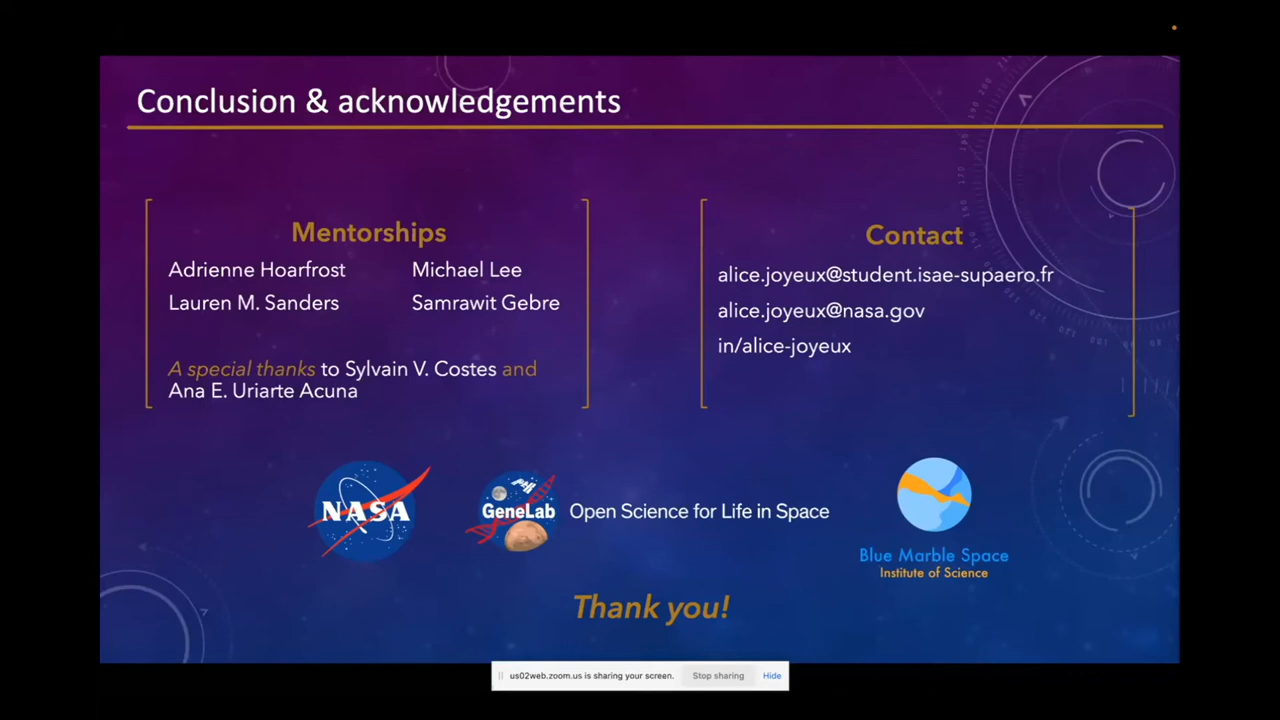 Conclusion & acknowledgements
Mentorships
Adrienne Hoarfrost
Michael Lee
Lauren M. Sanders
Samrawit Gebre
A special thanks to Sylvain V. Costes and
Ana E. Uriarte Acuna
Contact
alice.joyeux@student.isae-supaero.fr
alice.joyeux@nasa.gov
in/alice-joyeux
NASA
GeneLab
Open Science for Life in Space
Blue Marble Space
Institute of Science
Thank you!
us02web.zoom.us is sharing your screen.
Stop sharing
Hide